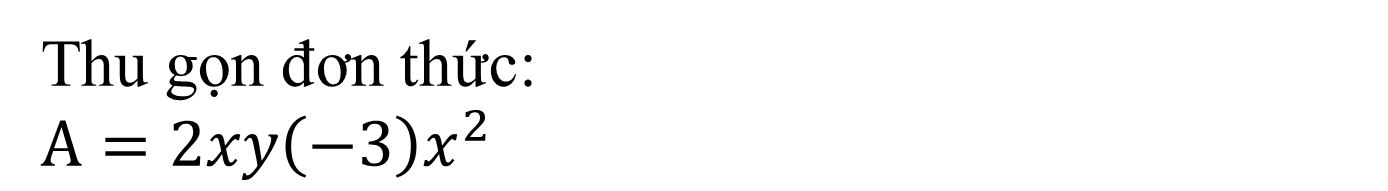 Thu gọn đơn thức:
A = 2xy(−3)x²